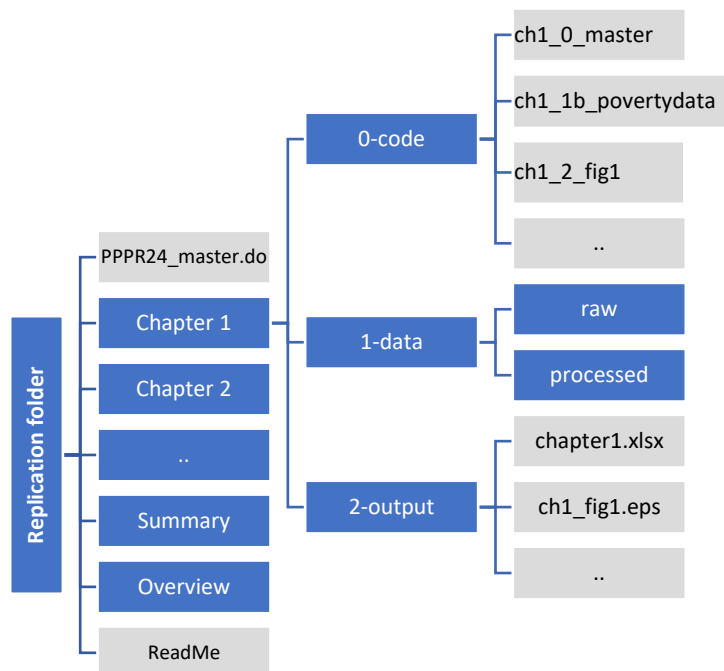 Replication folder
PPPR24_master.do
Chapter 1
Chapter 2
..
Summary
Overview
ReadMe
0-code
1-data
2-output
ch1_0_master
ch1_1b_povertydata
ch1_2_fig1
..
raw
processed
chapter1.xlsx
ch1_fig1.eps
..